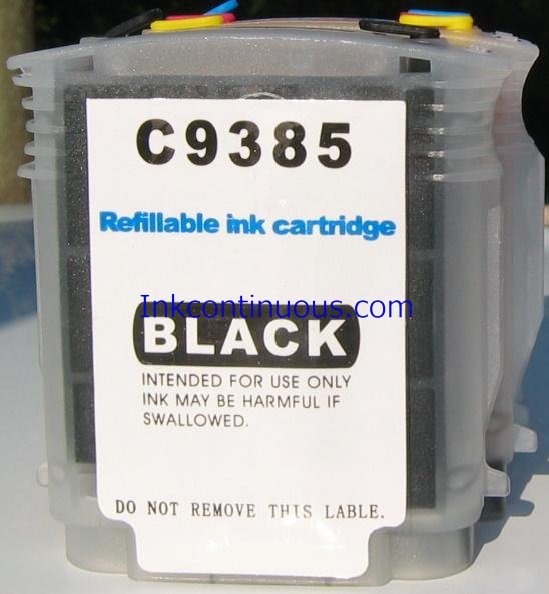 C9385
Refillable ink cartridge
Inkcontinuous.com
BLACK
INTENDED FOR USE ONLY
INK MAY BE HARMFUL IF
SWALLOWED.
DO NOT REMOVE THIS LABLE.